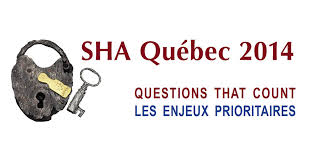 SHA Québec 2014
QUESTIONS THAT COUNT
LES ENJEUX PRIORITAIRES